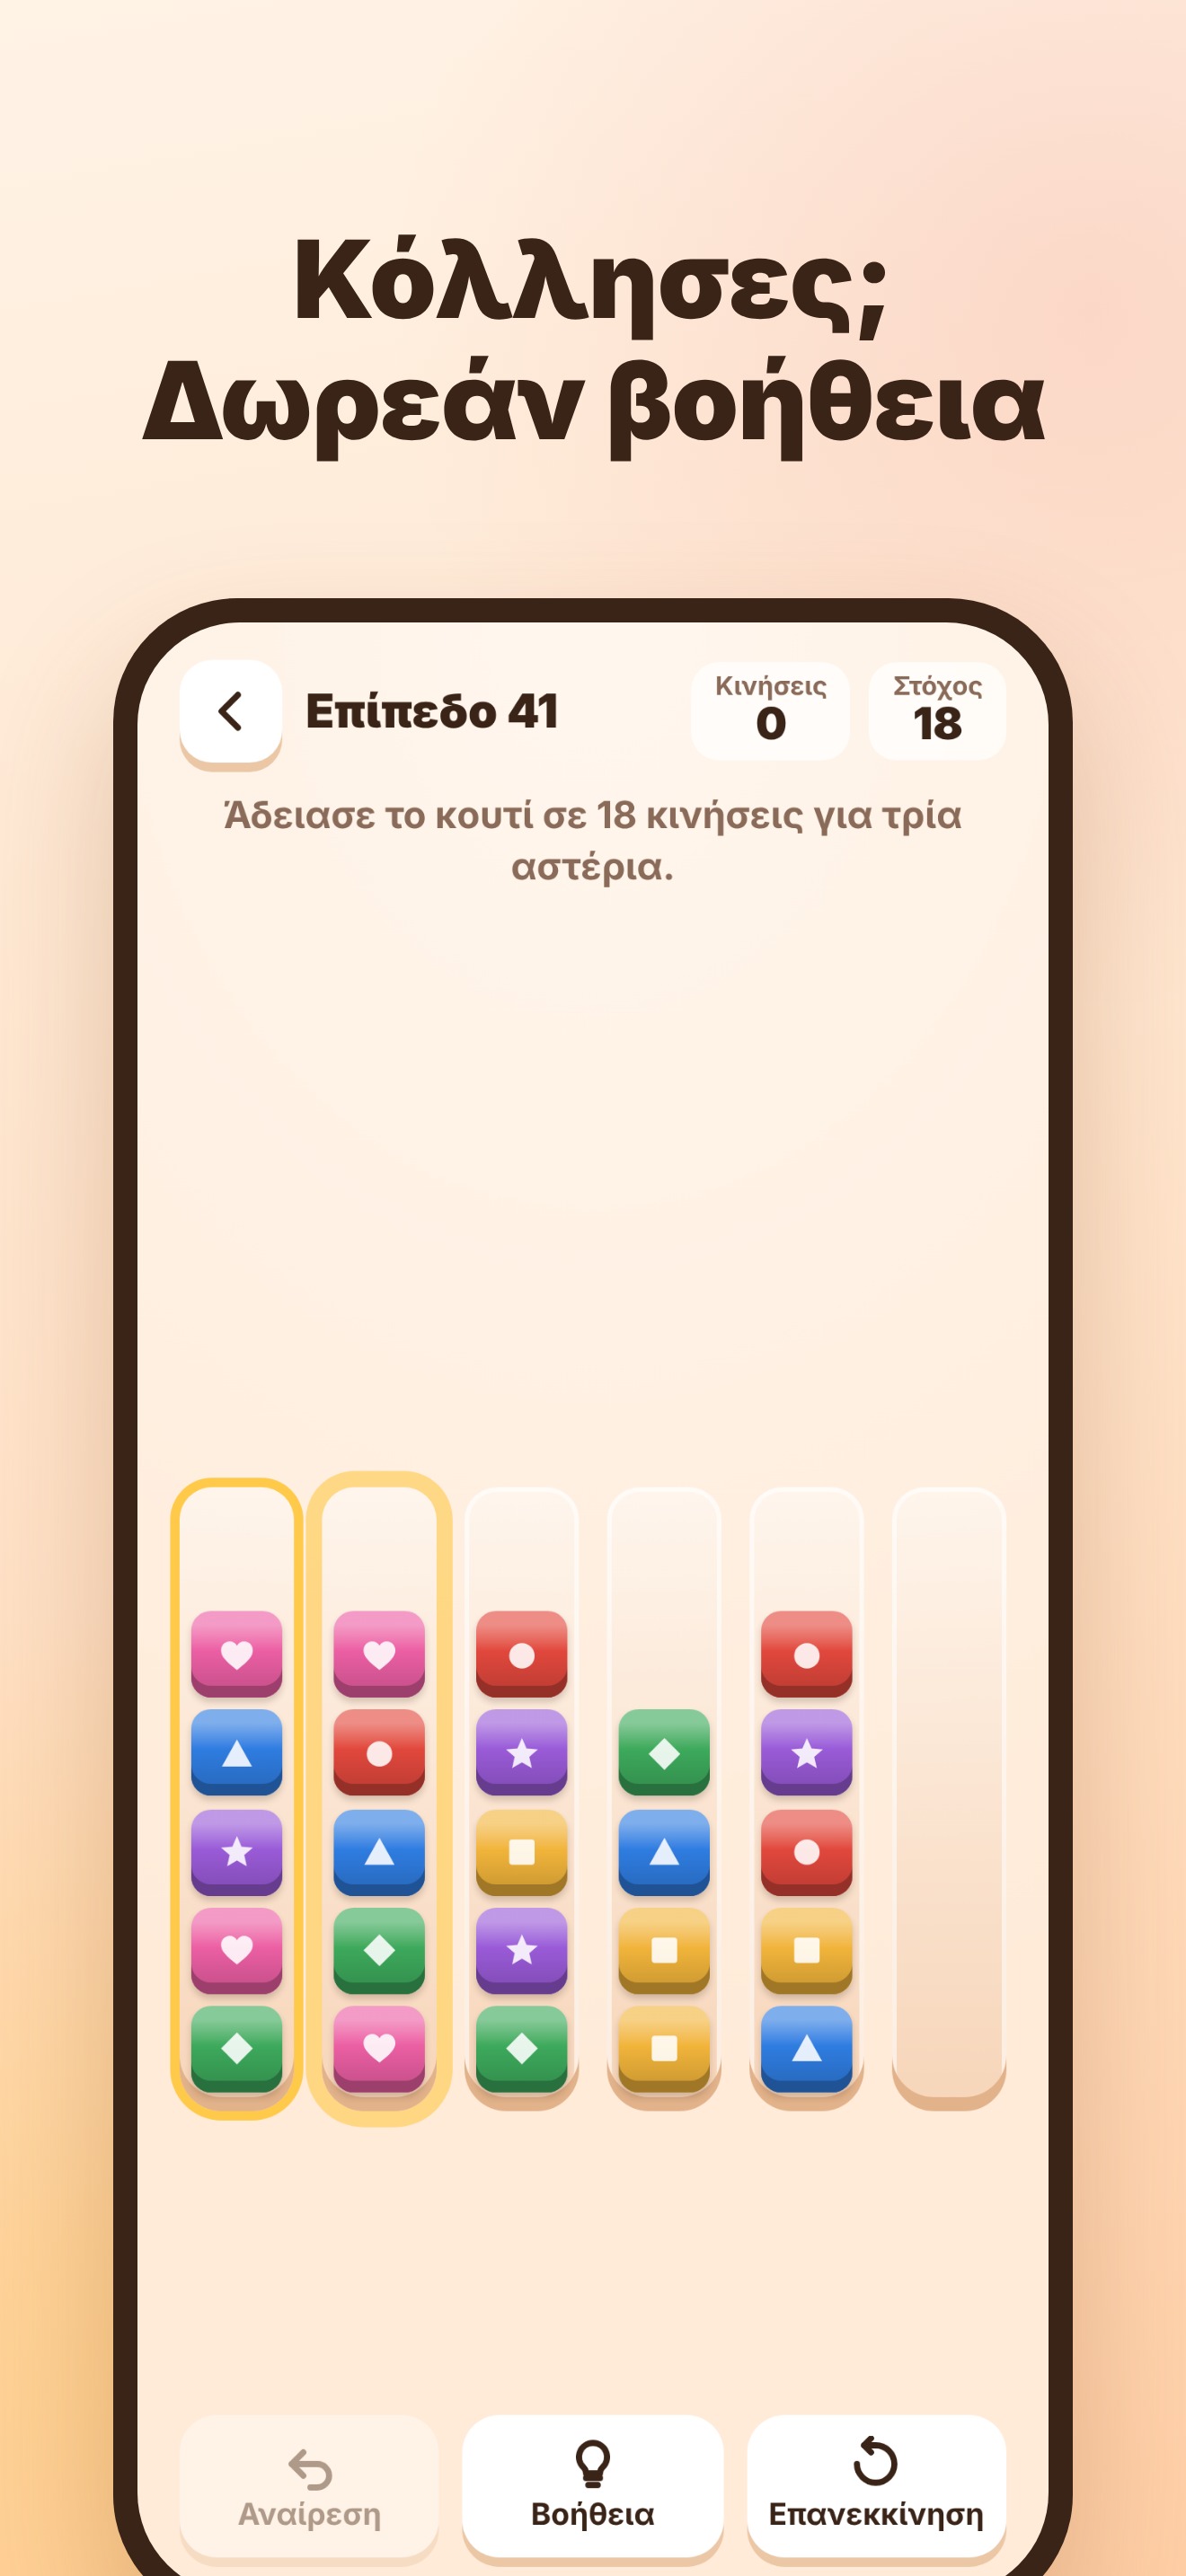 Κόλλησες;
Δωρεάν βοήθεια
Επίπεδο 41
Κινήσεις
0
Στόχος
18
Άδειασε το κουτί σε 18 κινήσεις για τρία
αστέρια.
Αναίρεση
Βοήθεια
Επανεκκίνηση